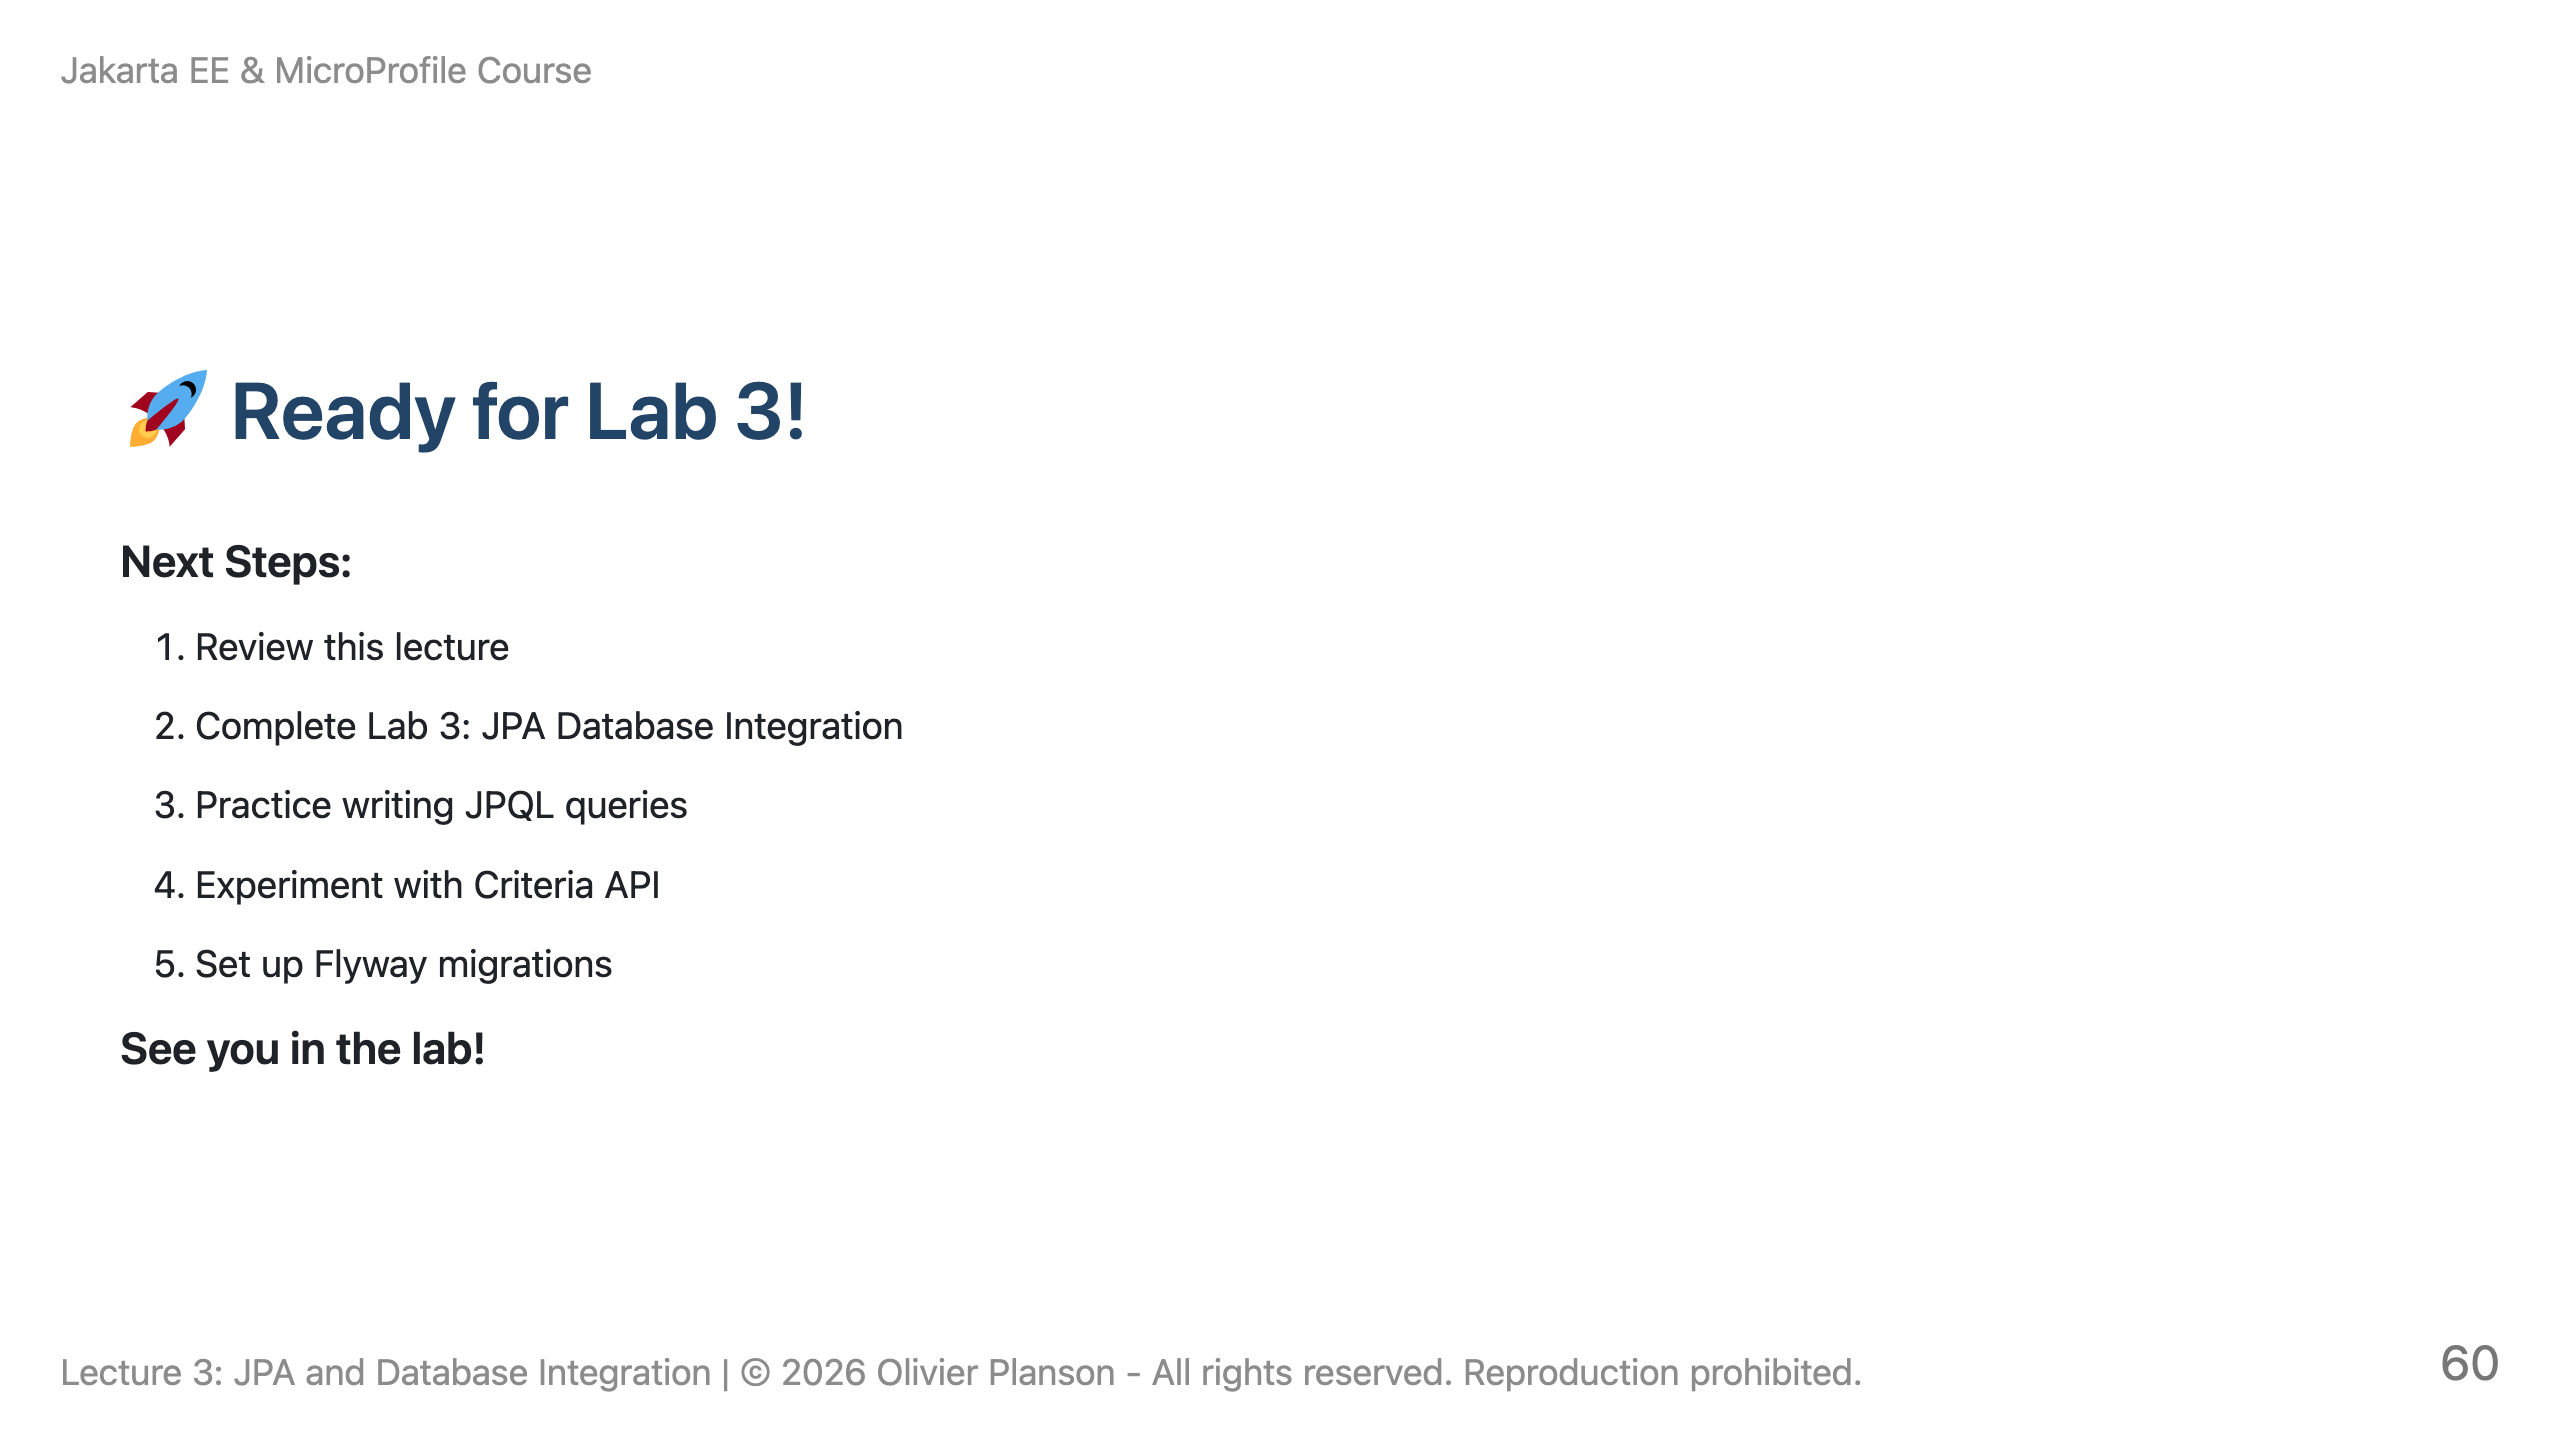 Jakarta EE & MicroProfile Course
🚀 Ready for Lab 3!
Next Steps:
1. Review this lecture
2. Complete Lab 3: JPA Database Integration
3. Practice writing JPQL queries
4. Experiment with Criteria API
5. Set up Flyway migrations
See you in the lab!
Lecture 3: JPA and Database Integration | © 2026 Olivier Planson - All rights reserved. Reproduction prohibited.
60